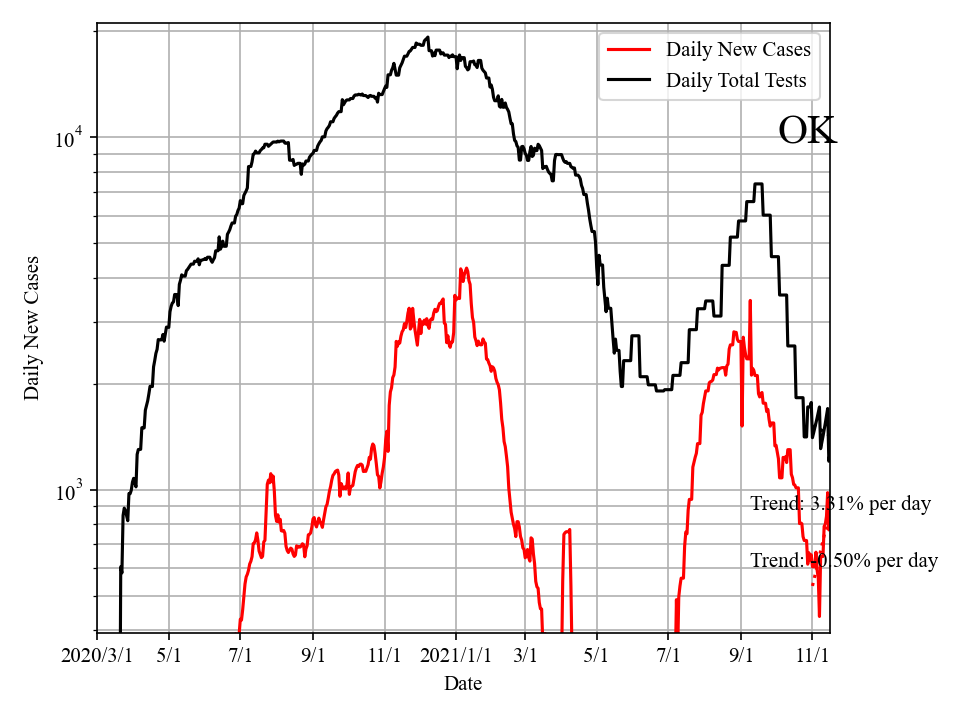 Daily New Cases
Daily Total Tests
OK
10^4
10^3
Daily New Cases
Trend: 3.31% per day
Trend: -0.50% per day
2020/3/1 5/1 7/1 9/1 11/1 2021/1/1 3/1 5/1 7/1 9/1 11/1
Date